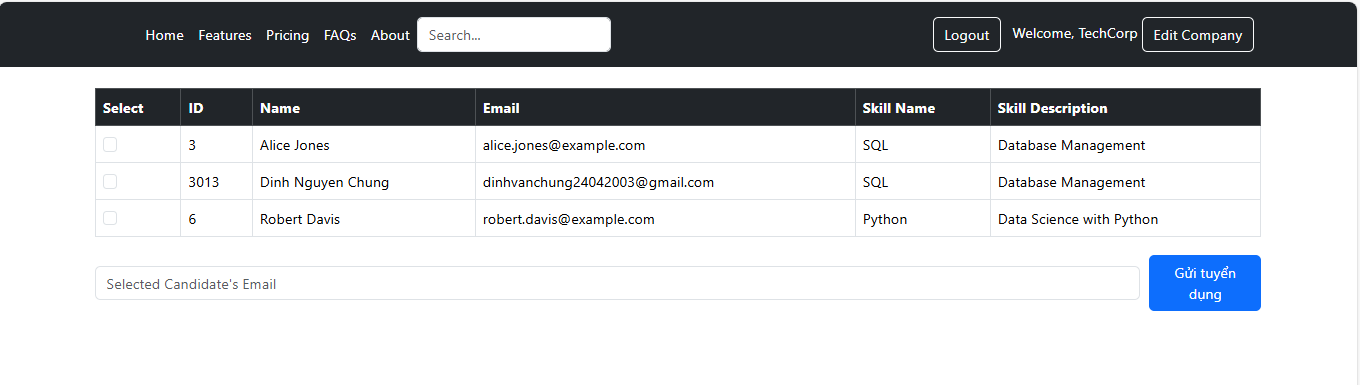 Home Features Pricing FAQs About Search... Logout Welcome, TechCorp Edit Company
Select ID Name Email Skill Name Skill Description
3 Alice Jones alice.jones@example.com SQL Database Management
3013 Dinh Nguyen Chung dinhvanchung24042003@gmail.com SQL Database Management
6 Robert Davis robert.davis@example.com Python Data Science with Python
Selected Candidate's Email
Gửi tuyển
dụng